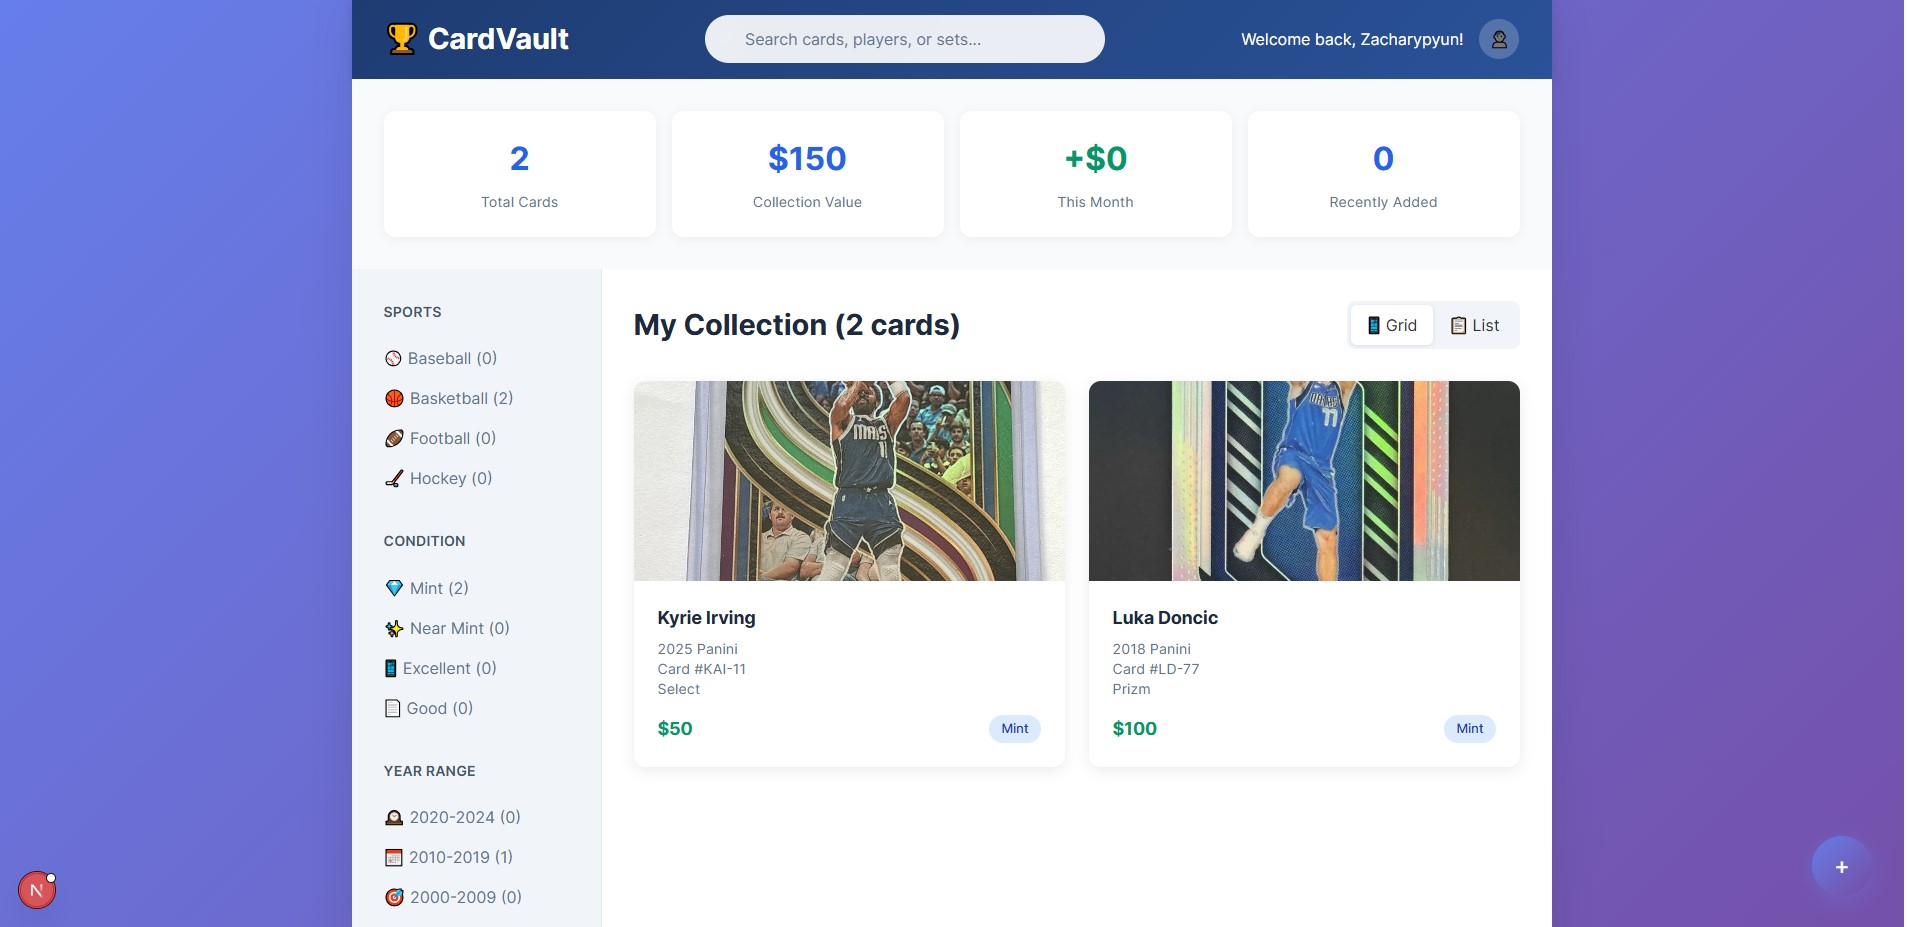 CardVault
Search cards, players, or sets...
Welcome back, Zacharypyun!
2
Total Cards
$150
Collection Value
+$0
This Month
0
Recently Added
SPORTS
Baseball (0)
Basketball (2)
Football (0)
Hockey (0)
CONDITION
Mint (2)
Near Mint (0)
Excellent (0)
Good (0)
YEAR RANGE
2020-2024 (0)
2010-2019 (1)
2000-2009 (0)
My Collection (2 cards)
Grid
List
MAVS
11
Kyrie Irving
2025 Panini
Card #KAI-11
Select
$50
Mint
77
Luka Doncic
2018 Panini
Card #LD-77
Prizm
$100
Mint
N
+